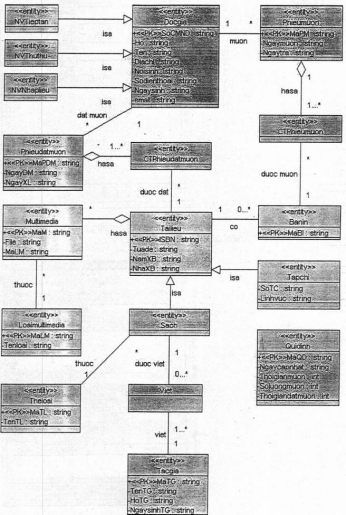 <<entity>>
NVTieptan
<<entity>>
NVThuthu
<<entity>>
NVNhaplieu
isa
isa
isa
<<entity>>
Docgia
+<<PK>>SoCMND : string
-Ho : string
-Diachi : string
-Noisinh : string
-Sodienthoai : string
-Ngaysinh : string
-email : string
1
*
muon
<<entity>>
Phieumuon
+<<PK>>MaPM : string
-Ngaymuon : string
-Ngaytra : string
1
hasa
1...*
<<entity>>
CTPhieumuon
*
duoc muon
1
dat muon
1
*
<<entity>>
Phieudatmuon
+<<PK>>MaPDM : string
-NgayDM : string
-NgayXL : string
1...*
hasa
<<entity>>
CTPhieudatmuon
*
duoc dat
1
<<entity>>
Multimedia
+<<PK>>MaM : string
-File : string
-MaLM : string
*
hasa
<<entity>>
Tailieu
+<<PK>>ISBN : string
-Tuade : string
-NamXB : string
-NhaXB : string
1
0...*
co
<<entity>>
Banin
+<<PK>>MaBI : string
isa
<<entity>>
Tapchi
-SoTC : string
-Linhvuc : string
*
thuoc
1
<<entity>>
Loaimultimedia
+<<PK>>MaLM : string
-Tenloai : string
isa
<<entity>>
Sach
*
thuoc
1
<<entity>>
Theloai
+<<PK>>MaTL : string
-TenTL : string
*
duoc viet
0...*
<<entity>>
Viet
1...*
viet
1
<<entity>>
Tacgia
+<<PK>>MaTG : string
-TenTG : string
-HoTG : string
-NgaysinhTG : string
<<entity>>
Quidinh
+<<PK>>MaQD : string
-Ngaycapnhat : string
-Thoigianmuon : int
-Soluongmuon : int
-Thoigiandatmuon : int